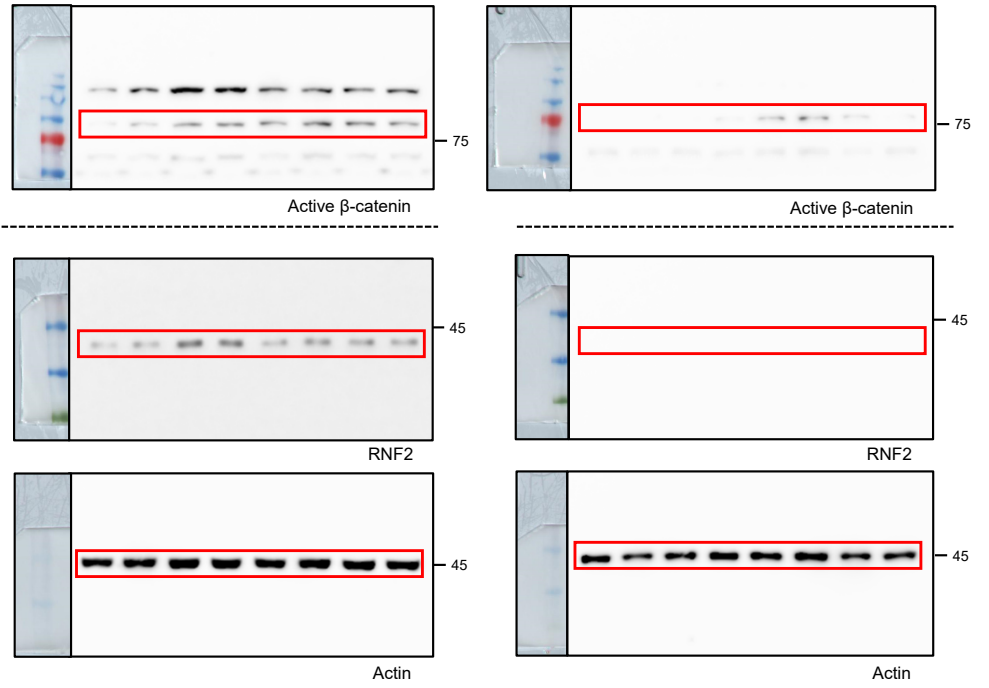 75
75
Active β-catenin
Active β-catenin
45
45
RNF2
RNF2
45
45
Actin
Actin